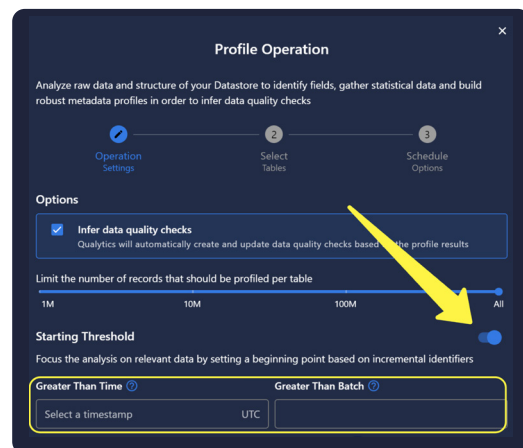 Profile Operation
Analyze raw data and structure of your Datastore to identify fields, gather statistical data and build
robust metadata profiles in order to infer data quality checks
2
3
Operation
Select
Schedule
Settings
Tables
Options
Options
Infer data quality checks
Qualytics will automatically create and update data quality checks based the profile results
Limit the number of records that should be profiled per table
1M
10M
100M
All
Starting Threshold
Focus the analysis on relevant data by setting a beginning point based on incremental identifiers
Greater Than Time
Greater Than Batch
Select a timestamp
UTC